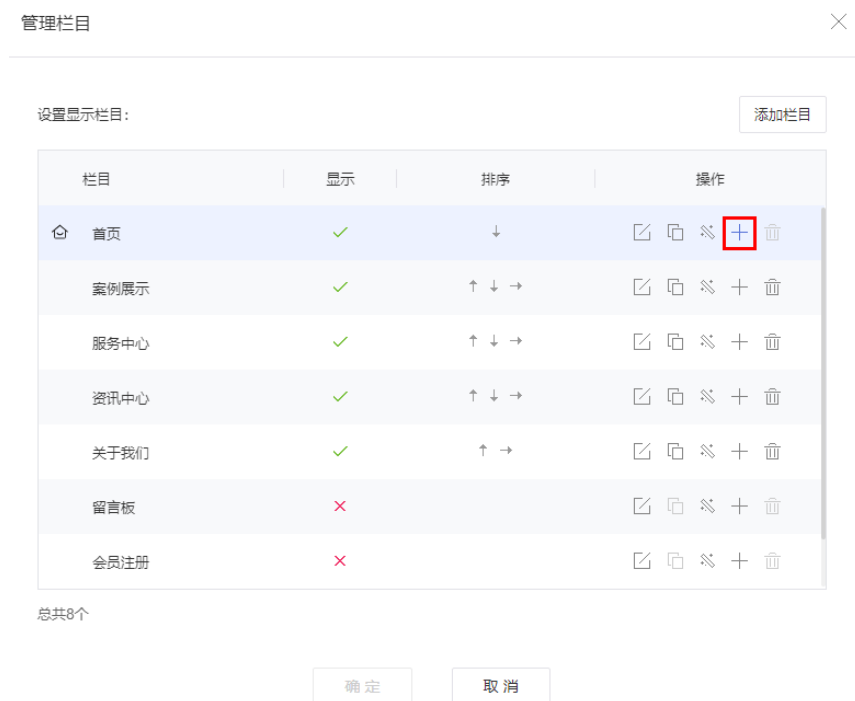 管理栏目
设置显示栏目：
添加栏目
栏目 显示 排序 操作
首页
案例展示
服务中心
资讯中心
关于我们
留言板
会员注册
总共8个
确定 取消